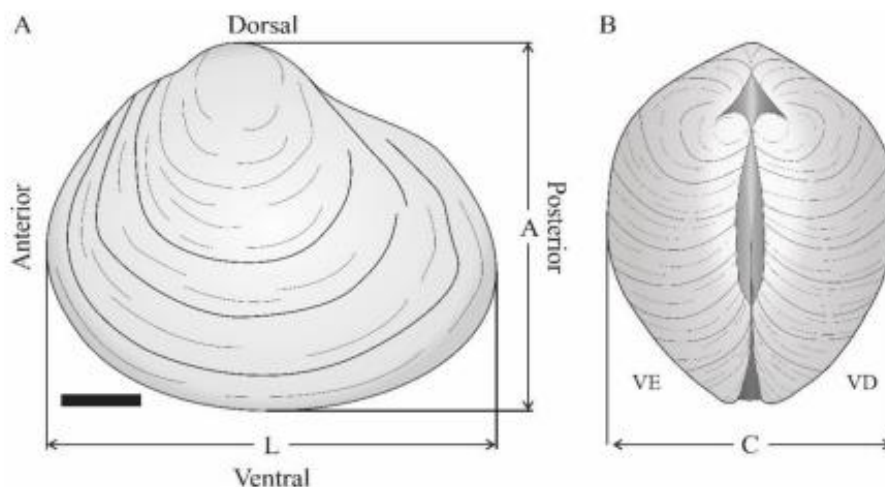 A
Dorsal
B
Anterior
A
Posterior
VE
VD
L
C
Ventral